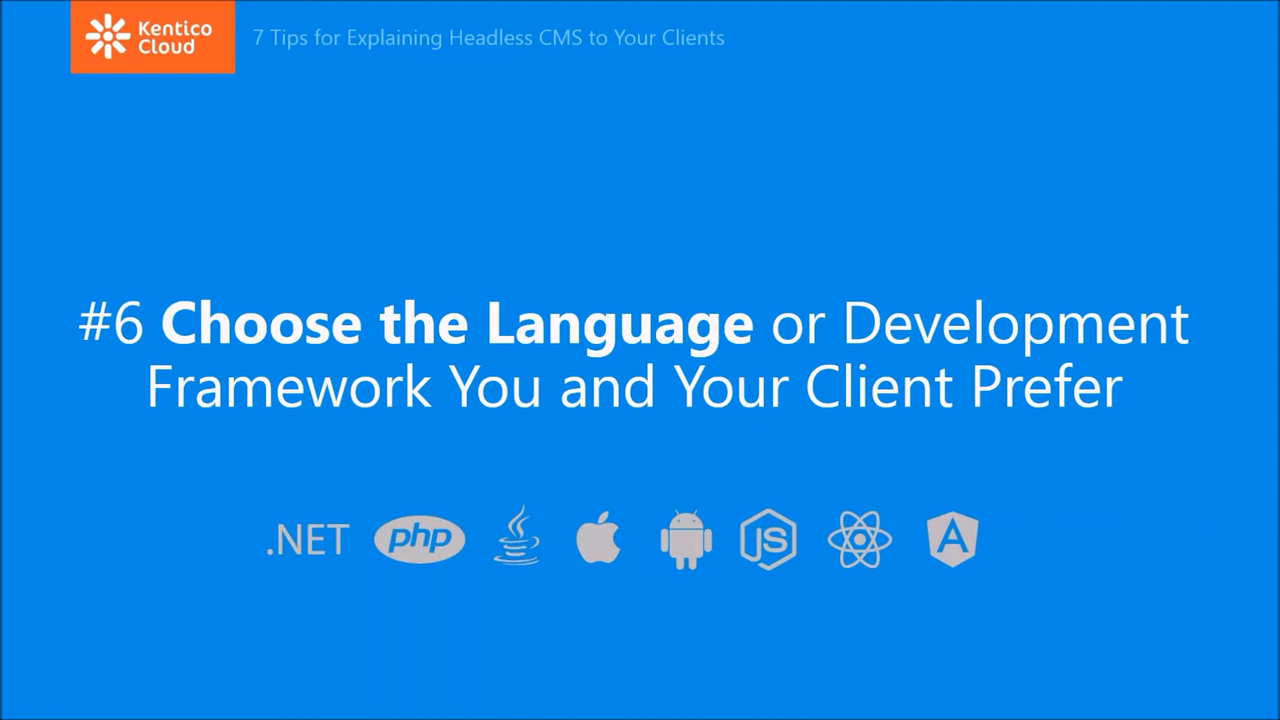 Kentico
Cloud
7 Tips for Explaining Headless CMS to Your Clients
#6 Choose the Language or Development
Framework You and Your Client Prefer
.NET php JS A